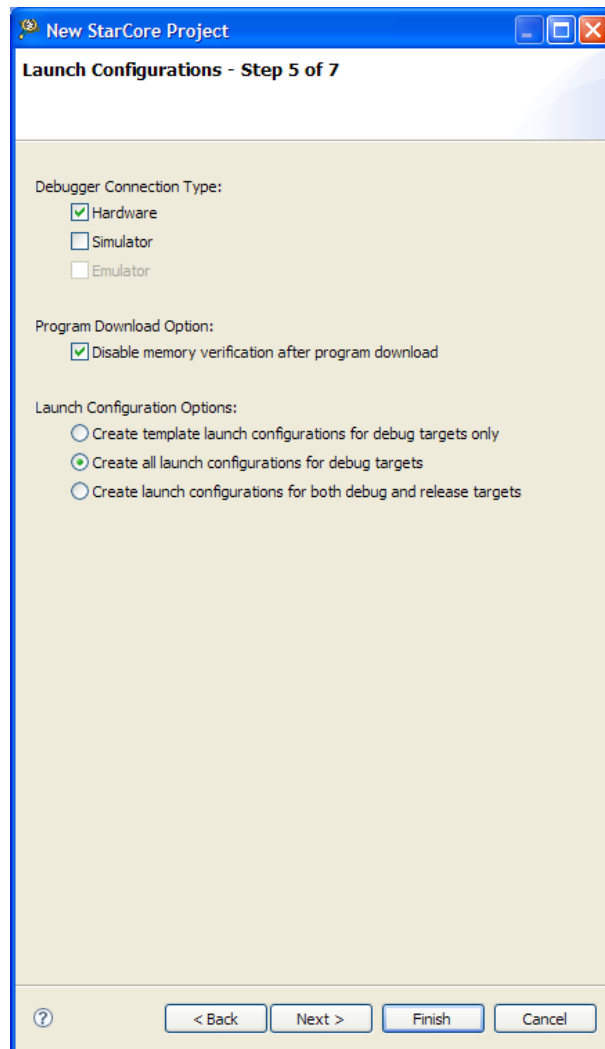 New StarCore Project
Launch Configurations - Step 5 of 7
Debugger Connection Type:
Hardware
Simulator
Emulator
Program Download Option:
Disable memory verification after program download
Launch Configuration Options:
Create template launch configurations for debug targets only
Create all launch configurations for debug targets
Create launch configurations for both debug and release targets
? < Back Next > Finish Cancel